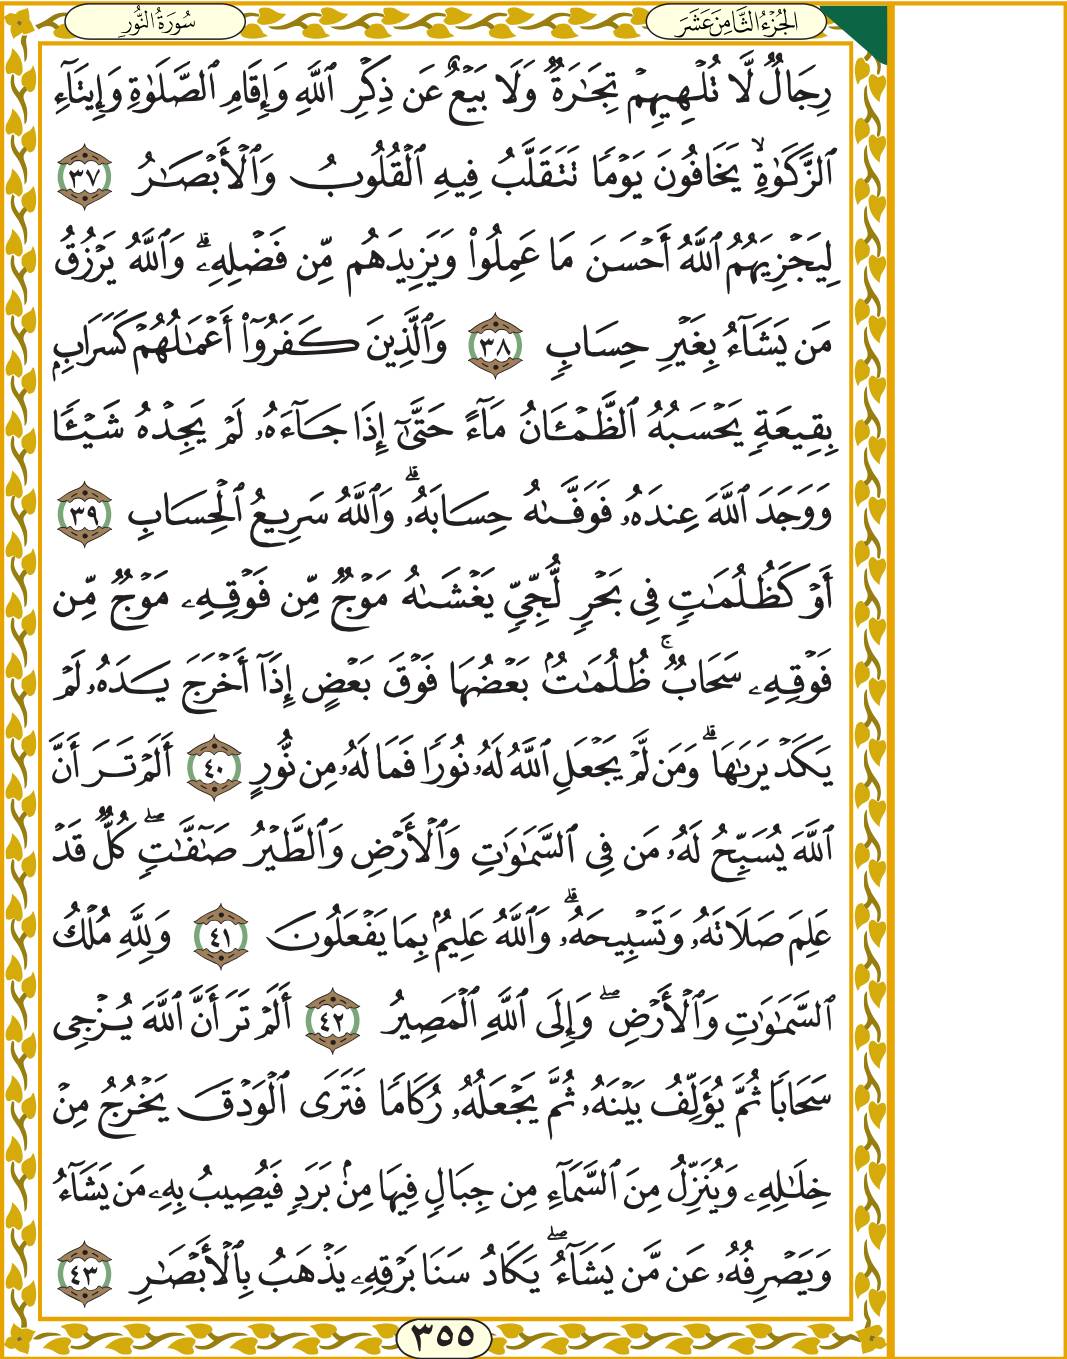 الجُزْءُ الثَّامِنَ عَشَرَ
سُورَةُ النُّورِ
رِجَالٌ لَّا تُلْهِيهِمْ تِجَٰرَةٌ وَلَا بَيْعٌ عَن ذِكْرِ ٱللَّهِ وَإِقَامِ ٱلصَّلَوٰةِ وَإِيتَآءِ
ٱلزَّكَوٰةِ ۙ يَخَافُونَ يَوْمًا تَتَقَلَّبُ فِيهِ ٱلْقُلُوبُ وَٱلْأَبْصَٰرُ ٣٧
لِيَجْزِيَهُمُ ٱللَّهُ أَحْسَنَ مَا عَمِلُوا۟ وَيَزِيدَهُم مِّن فَضْلِهِۦ ۗ وَٱللَّهُ يَرْزُقُ
مَن يَشَآءُ بِغَيْرِ حِسَابٍ ٣٨ وَٱلَّذِينَ كَفَرُوٓا۟ أَعْمَٰلُهُمْ كَسَرَابٍۭ
بِقِيعَةٍ يَحْسَبُهُ ٱلظَّمْـَٔانُ مَآءً حَتَّىٰٓ إِذَا جَآءَهُۥ لَمْ يَجِدْهُ شَيْـًٔا
وَوَجَدَ ٱللَّهَ عِندَهُۥ فَوَفَّىٰهُ حِسَابَهُۥ ۗ وَٱللَّهُ سَرِيعُ ٱلْحِسَابِ ٣٩
أَوْ كَظُلُمَٰتٍ فِى بَحْرٍ لُّجِّىٍّ يَغْشَىٰهُ مَوْجٌ مِّن فَوْقِهِۦ مَوْجٌ مِّن
فَوْقِهِۦ سَحَابٌ ۚ ظُلُمَٰتٌۢ بَعْضُهَا فَوْقَ بَعْضٍ إِذَآ أَخْرَجَ يَدَهُۥ لَمْ
يَكَدْ يَرَىٰهَا ۗ وَمَن لَّمْ يَجْعَلِ ٱللَّهُ لَهُۥ نُورًا فَمَا لَهُۥ مِن نُّورٍ ٤٠ أَلَمْ تَرَ أَنَّ
ٱللَّهَ يُسَبِّحُ لَهُۥ مَن فِى ٱلسَّمَٰوَٰتِ وَٱلْأَرْضِ وَٱلطَّيْرُ صَٰٓفَّٰتٍ ۖ كُلٌّ قَدْ
عَلِمَ صَلَاتَهُۥ وَتَسْبِيحَهُۥ ۗ وَٱللَّهُ عَلِيمٌۢ بِمَا يَفْعَلُونَ ٤١ وَلِلَّهِ مُلْكُ
ٱلسَّمَٰوَٰتِ وَٱلْأَرْضِ ۖ وَإِلَى ٱللَّهِ ٱلْمَصِيرُ ٤٢ أَلَمْ تَرَ أَنَّ ٱللَّهَ يُزْجِى
سَحَابًا ثُمَّ يُؤَلِّفُ بَيْنَهُۥ ثُمَّ يَجْعَلُهُۥ رُكَامًا فَتَرَى ٱلْوَدْقَ يَخْرُجُ مِنْ
خِلَٰلِهِۦ وَيُنَزِّلُ مِنَ ٱلسَّمَآءِ مِن جِبَالٍ فِيهَا مِنۢ بَرَدٍ فَيُصِيبُ بِهِۦ مَن يَشَآءُ
وَيَصْرِفُهُۥ عَن مَّن يَشَآءُ ۖ يَكَادُ سَنَا بَرْقِهِۦ يَذْهَبُ بِٱلْأَبْصَٰرِ ٤٣
٣٥٥